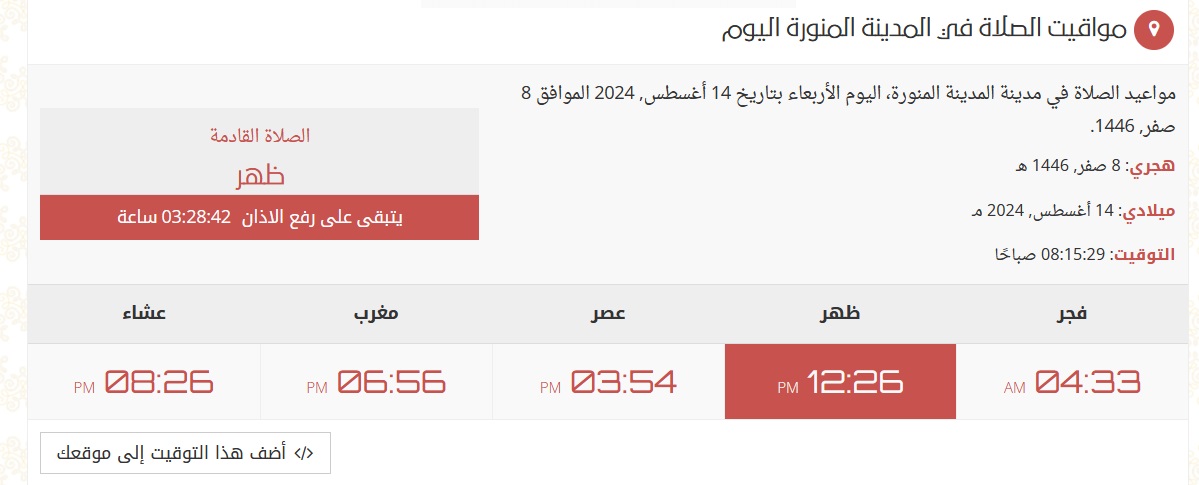 مواقيت الصلاة في المدينة المنورة اليوم
مواعيد الصلاة في مدينة المدينة المنورة، اليوم الأربعاء بتاريخ 14 أغسطس, 2024 الموافق 8
صفر, 1446.
هجري: 8 صفر, 1446 هـ
ميلادي: 14 أغسطس, 2024 مـ
التوقيت: 08:15:29 صباحًا
الصلاة القادمة
ظهر
يتبقى على رفع الاذان 03:28:42 ساعة
فجر ظهر عصر مغرب عشاء
04:33 AM 12:26 PM 03:54 PM 06:56 PM 08:26 PM
</> أضف هذا التوقيت إلى موقعك